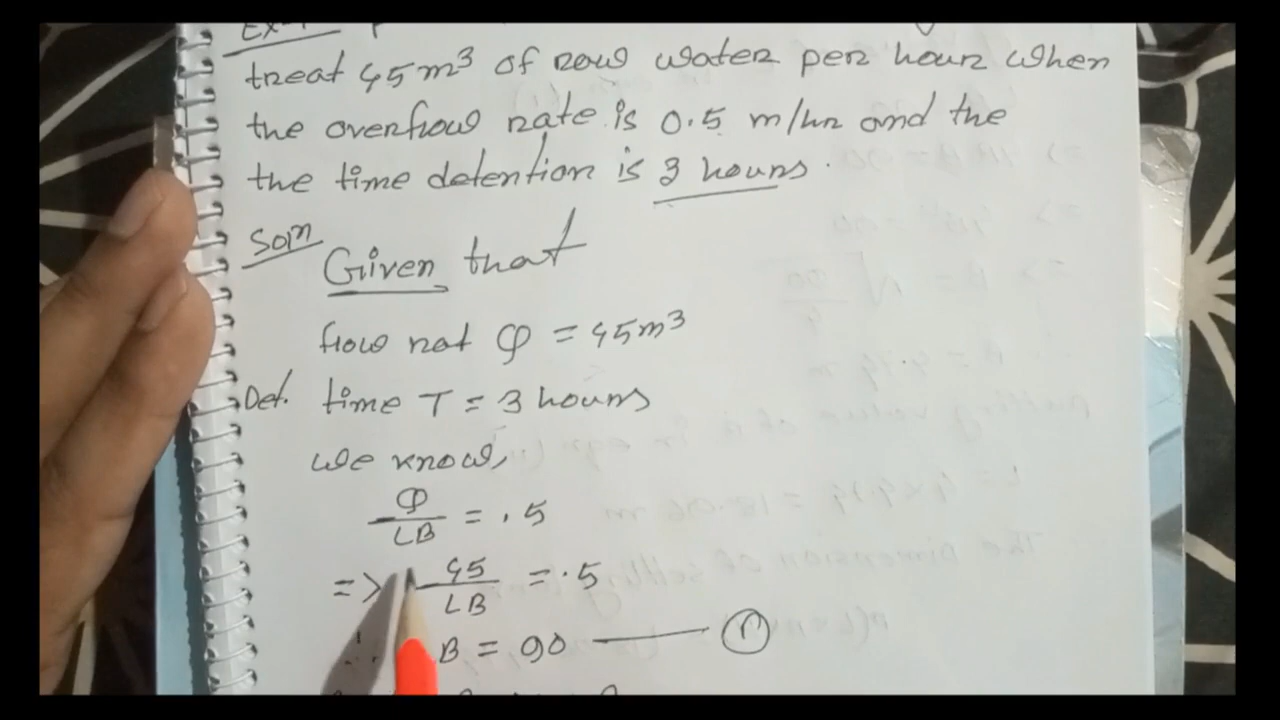 Ex
treat 45m³ of row water per hour when
the overflow rate is 0.5 m/hr and the
the time detention is 3 hours.
Soln
Given that
flow rat Q = 45m³
Det. time T = 3 hours
we know,
Q/LB = .5
=> 45/LB = .5
B = 90